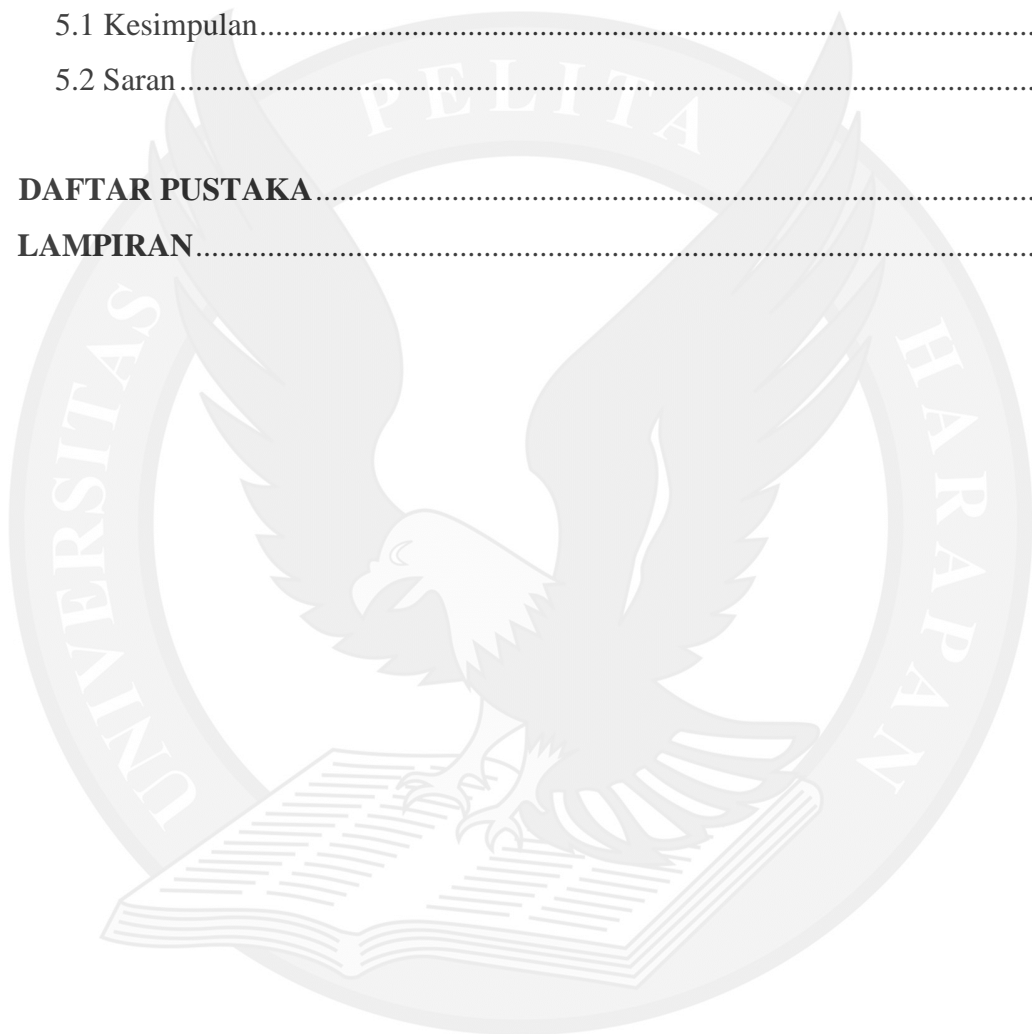 5.1 Kesimpulan........................................................................................................
5.2 Saran..................................................................................................................
DAFTAR PUSTAKA...............................................................................................
LAMPIRAN..............................................................................................................
UNIVERSITAS PELITA HARAPAN